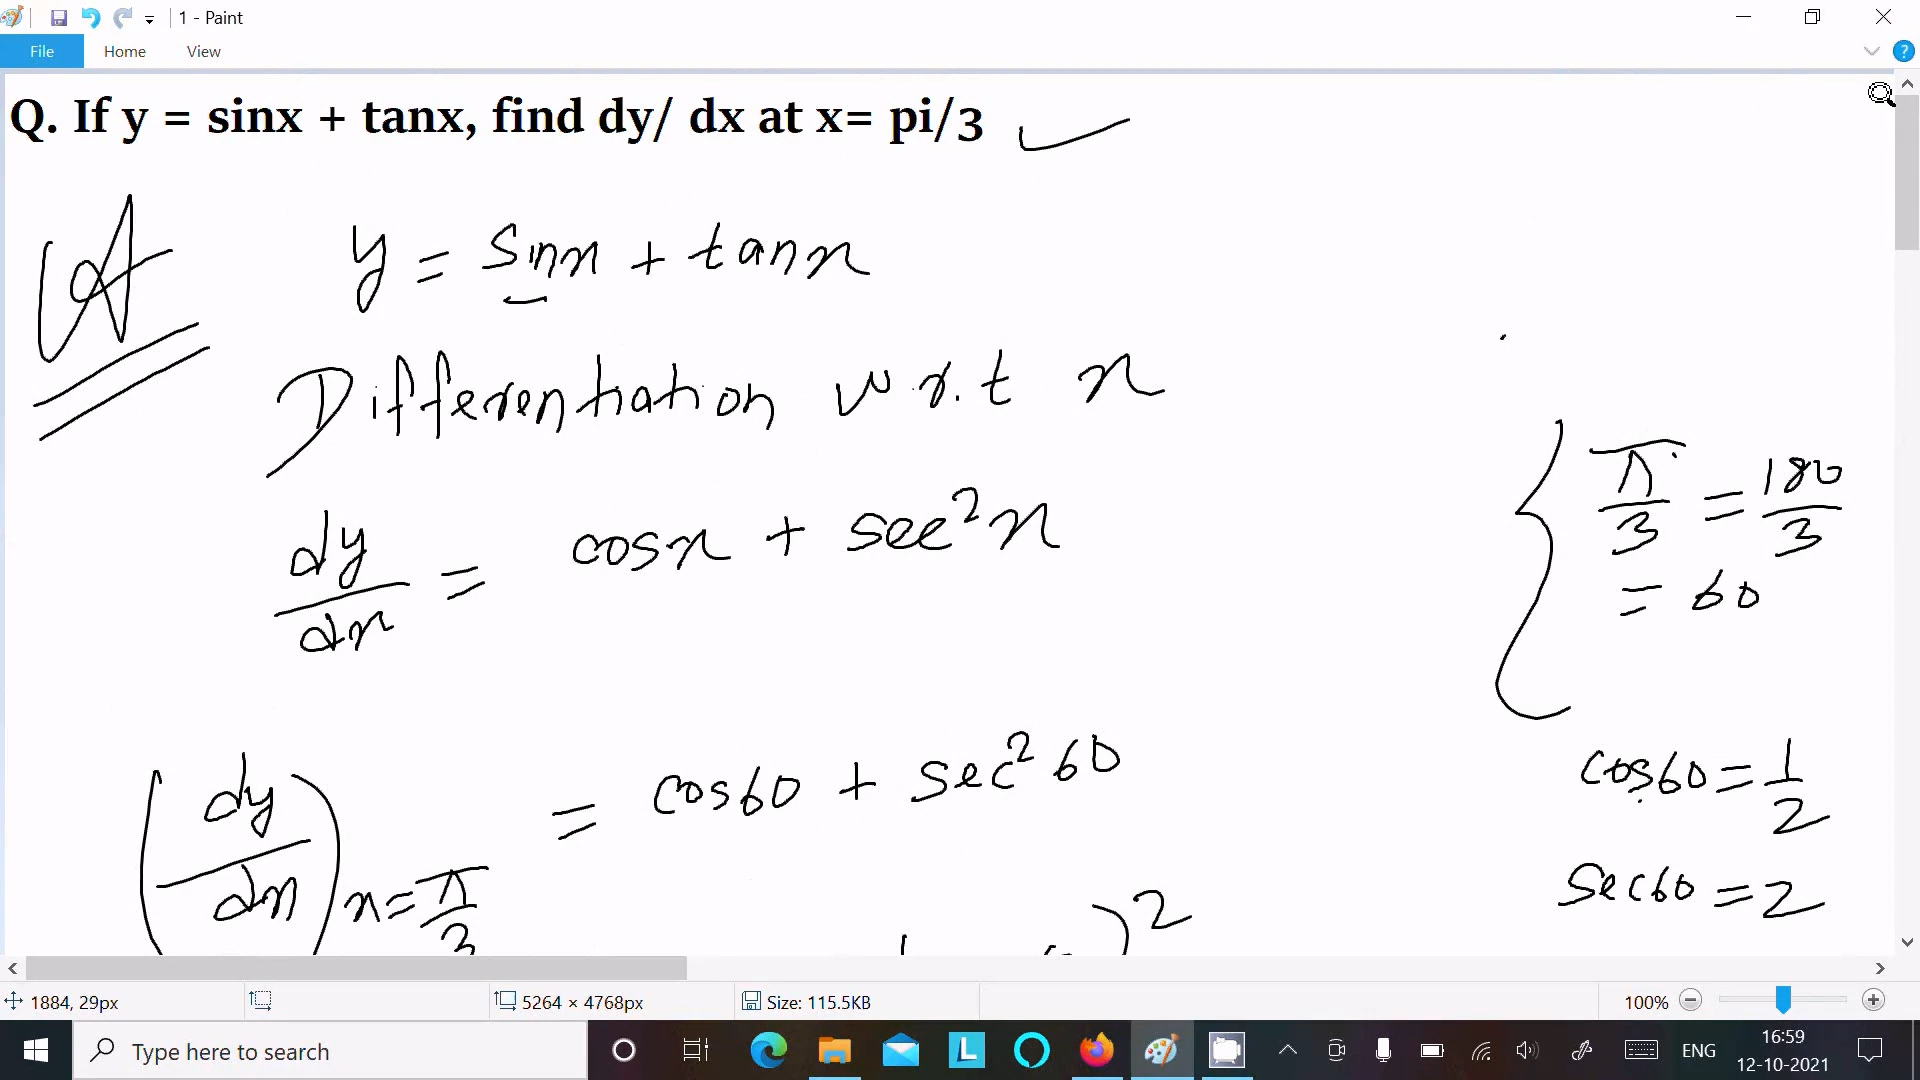 1 - Paint
File Home View
Q. If y = sinx + tanx, find dy/ dx at x= pi/3
A
y = sinx + tanx
Differentiation w.r.t x
dy/dx = cosx + sec²x
π/3 = 180/3
= 60
(dy/dx) x=π/3 = cos60 + sec²60
cos60 = 1/2
sec60 = 2
)2
1884, 29px 5264 × 4768px Size: 115.5KB 100%
Type here to search L ENG 16:59
12-10-2021